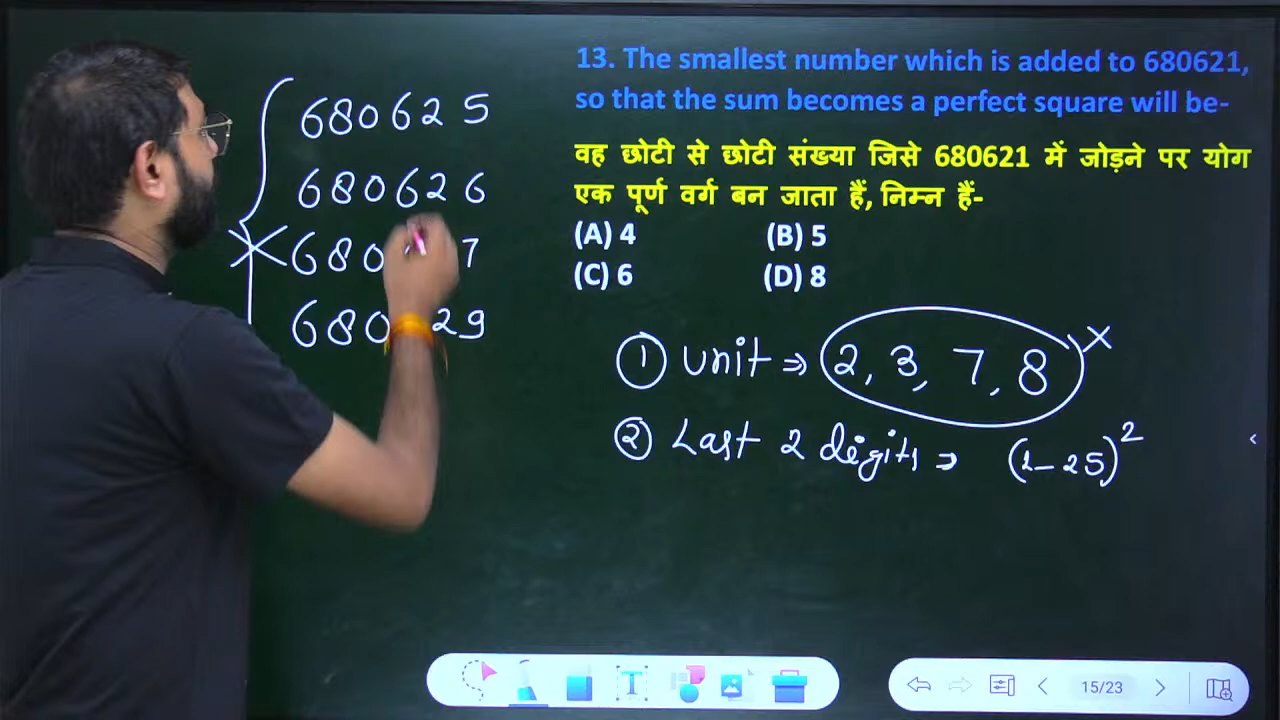 13. The smallest number which is added to 680621,
so that the sum becomes a perfect square will be-
वह छोटी से छोटी संख्या जिसे 680621 में जोड़ने पर योग
एक पूर्ण वर्ग बन जाता हैं, निम्न हैं-
(A) 4 (B) 5
(C) 6 (D) 8
680625
680626
680 7
680 29
① Unit ⇒ 2, 3, 7, 8 ×
② Last 2 digits ⇒ (1-25)²
T
15/23